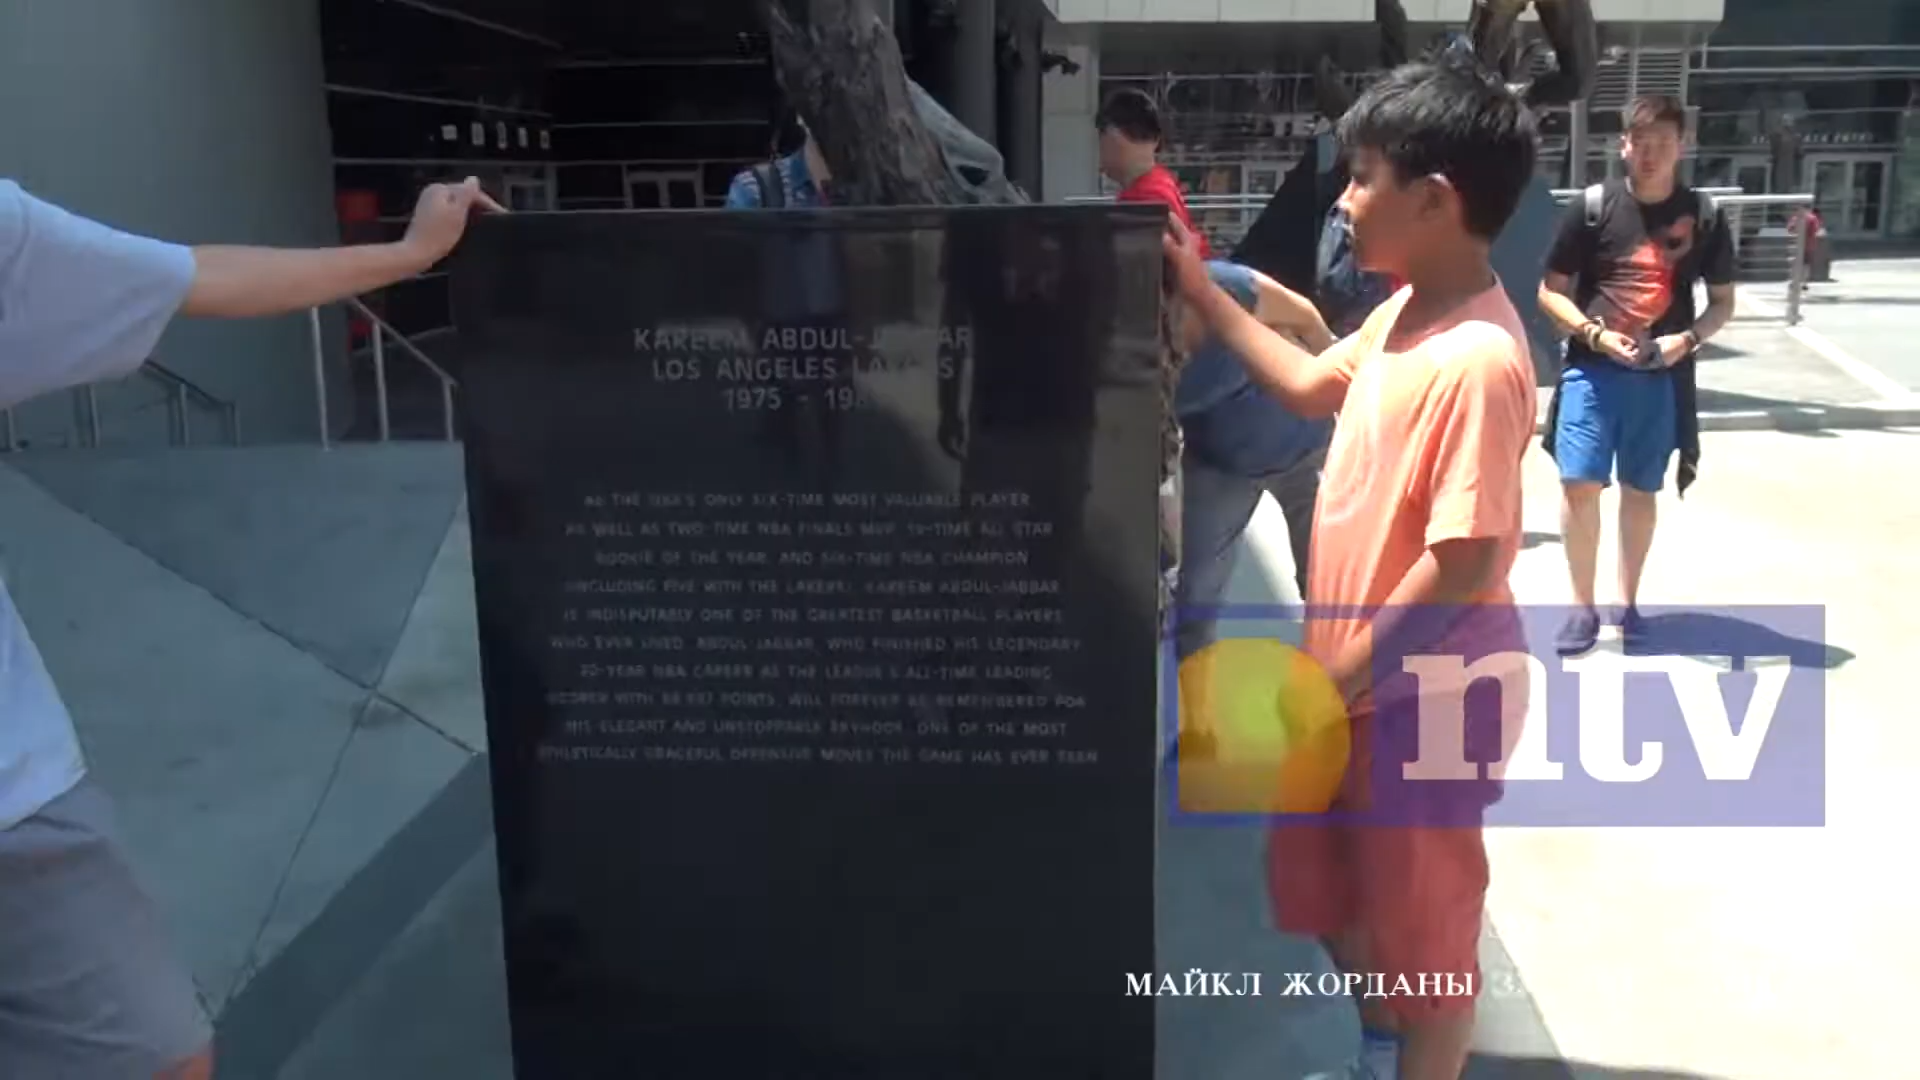 KAREEM ABDUL-JABBAR
LOS ANGELES LAKERS
1975 - 19
AS THE NBA'S ONLY SIX-TIME MOST VALUABLE PLAYER
AS WELL AS TWO-TIME NBA FINALS MVP, 19-TIME ALL STAR
ROOKIE OF THE YEAR, AND SIX-TIME NBA CHAMPION
(INCLUDING FIVE WITH THE LAKERS), KAREEM ABDUL-JABBAR
IS INDISPUTABLY ONE OF THE GREATEST BASKETBALL PLAYERS
WHO EVER LIVED. ABDUL-JABBAR, WHO FINISHED HIS LEGENDARY
20-YEAR NBA CAREER AS THE LEAGUE'S ALL-TIME LEADING
SCORER WITH 38,387 POINTS, WILL FOREVER BE REMEMBERED FOR
HIS ELEGANT AND UNSTOPPABLE SKYHOOK, ONE OF THE MOST
ATHLETICALLY GRACEFUL OFFENSIVE MOVES THE GAME HAS EVER SEEN
ntv
МАЙКЛ ЖОРДАНЫ